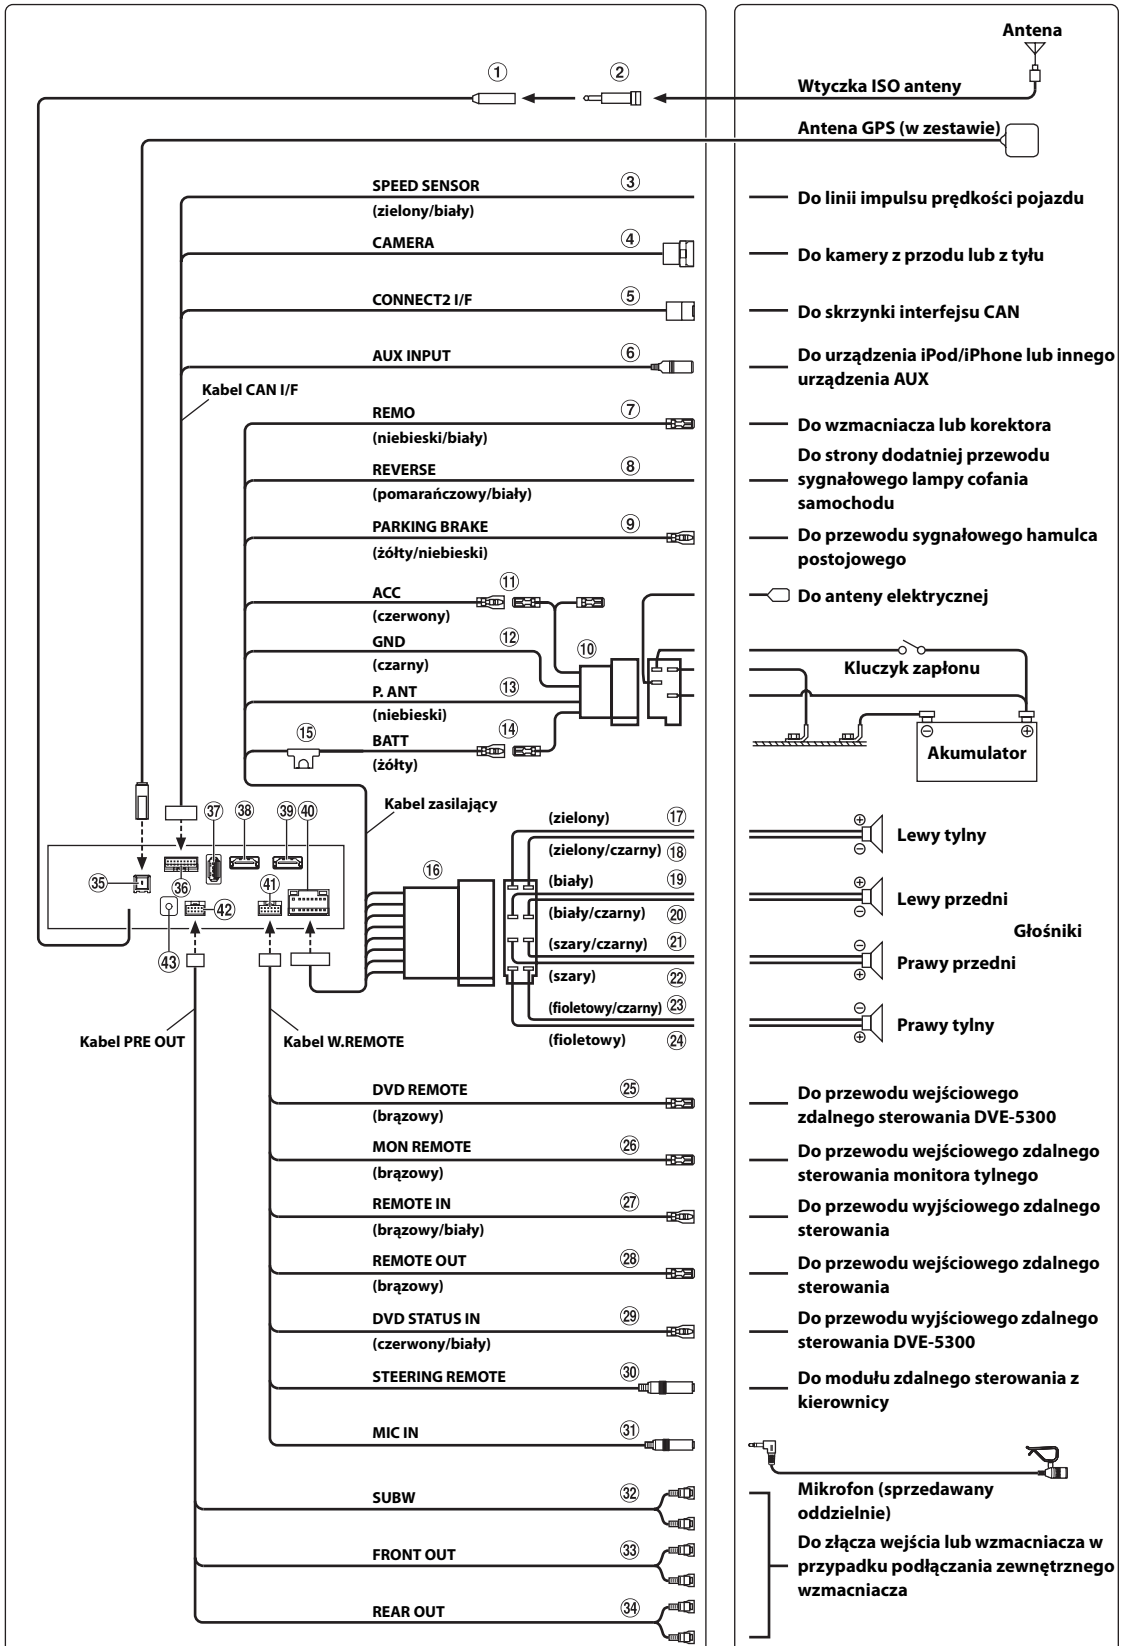 Antena
① ②
Wtyczka ISO anteny
Antena GPS (w zestawie)
SPEED SENSOR ③
(zielony/biały)
Do linii impulsu prędkości pojazdu
CAMERA ④
Do kamery z przodu lub z tyłu
CONNECT2 I/F ⑤
Do skrzynki interfejsu CAN
AUX INPUT ⑥
Do urządzenia iPod/iPhone lub innego
urządzenia AUX
Kabel CAN I/F
REMO ⑦
(niebieski/biały)
Do wzmacniacza lub korektora
REVERSE ⑧
(pomarańczowy/biały)
Do strony dodatniej przewodu
sygnałowego lampy cofania
samochodu
PARKING BRAKE ⑨
(żółty/niebieski)
Do przewodu sygnałowego hamulca
postojowego
ACC ⑪
(czerwony)
Do anteny elektrycznej
GND ⑫ ⑩
(czarny)
Kluczyk zapłonu
P. ANT ⑬
(niebieski)
⑮ BATT ⑭
(żółty)
⊖ ⊕
Akumulator
Kabel zasilający
㊲ ㊳ ㊴ ㊵
㉟ ㊱ ㊶ ㊷ ㊸
⑯
(zielony) ⑰
(zielony/czarny) ⑱
⊕
⊖
Lewy tylny
(biały) ⑲
(biały/czarny) ⑳
⊕
⊖
Lewy przedni
Głośniki
(szary/czarny) ㉑
(szary) ㉒
⊖
⊕
Prawy przedni
(fioletowy/czarny) ㉓
(fioletowy) ㉔
⊖
⊕
Prawy tylny
Kabel PRE OUT
Kabel W.REMOTE
DVD REMOTE ㉕
(brązowy)
Do przewodu wejściowego
zdalnego sterowania DVE-5300
MON REMOTE ㉖
(brązowy)
Do przewodu wejściowego zdalnego
sterowania monitora tylnego
REMOTE IN ㉗
(brązowy/biały)
Do przewodu wyjściowego zdalnego
sterowania
REMOTE OUT ㉘
(brązowy)
Do przewodu wejściowego zdalnego
sterowania
DVD STATUS IN ㉙
(czerwony/biały)
Do przewodu wyjściowego zdalnego
sterowania DVE-5300
STEERING REMOTE ㉚
Do modułu zdalnego sterowania z
kierownicy
MIC IN ㉛
Mikrofon (sprzedawany
oddzielnie)
SUBW ㉜
FRONT OUT ㉝
REAR OUT ㉞
Do złącza wejścia lub wzmacniacza w
przypadku podłączania zewnętrznego
wzmacniacza